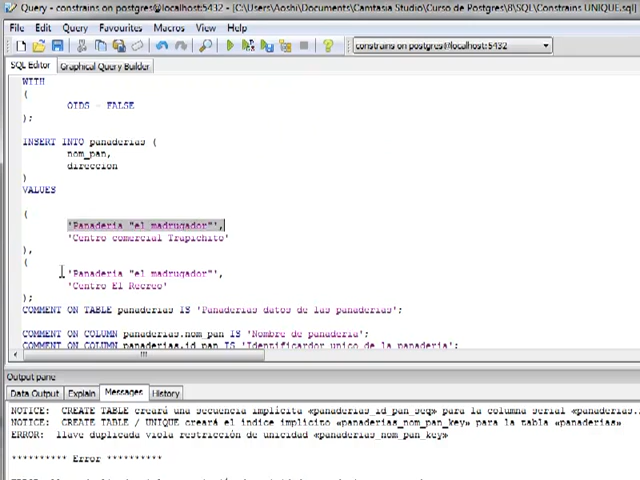 Query - constrains on postgres@localhost:5432 - [C:\Users\Aoshi\Documents\Camtasia Studio\Curso de Postgres\8\SQL\Constrains UNIQUE.sql]
File Edit Query Favourites Macros View Help
constrains on postgres@localhost:5432
SQL Editor Graphical Query Builder
WITH
(
OIDS = FALSE
);
INSERT INTO panaderias (
nom_pan,
direccion
)
VALUES
(
'Panaderia "el madrugador"',
'Centro comercial Trapichito'
),
(
'Panaderia "el madrugador"',
'Centro El Recreo'
);
COMMENT ON TABLE panaderias IS 'Panaderias datos de las panaderias';
COMMENT ON COLUMN panaderias.nom_pan IS 'Nombre de panaderia';
COMMENT ON COLUMN panaderias.id_pan IS 'Identificardor unico de la panaderia';
Output pane
Data Output Explain Messages History
NOTICE: CREATE TABLE creará una secuencia implícita «panaderias_id_pan_seq» para la columna serial «panaderias.
NOTICE: CREATE TABLE / UNIQUE creará el índice implícito «panaderias_nom_pan_key» para la tabla «panaderias»
ERROR: llave duplicada viola restricción de unicidad «panaderias_nom_pan_key»
********** Error **********